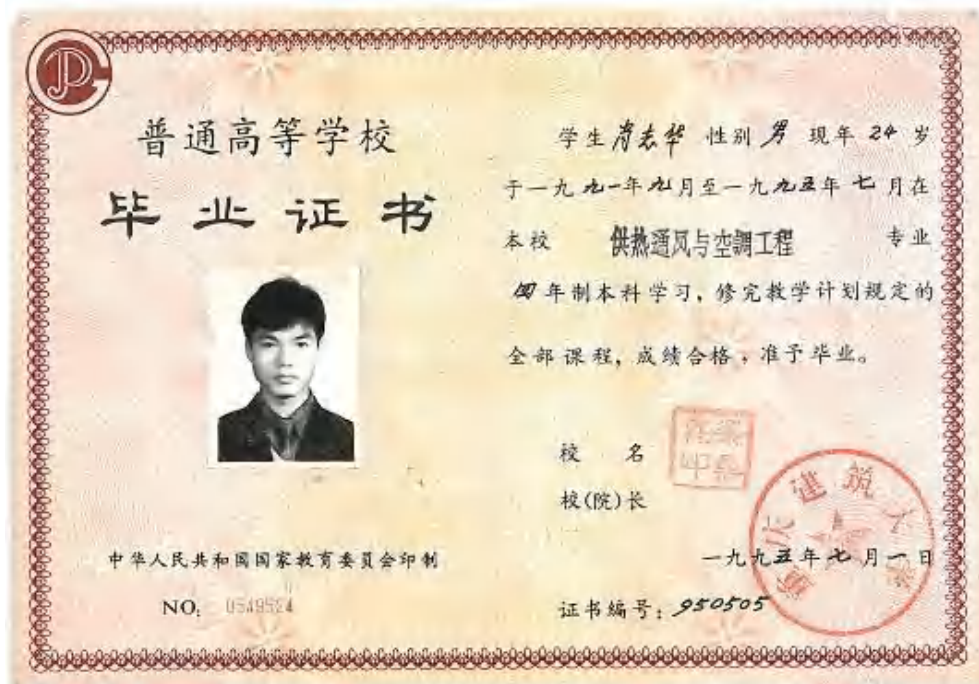 普通高等学校
毕业证书
中华人民共和国国家教育委员会印制
NO: 0549524
学生肖志华 性别 男 现年 24 岁
于一九九一年九月至一九九五年七月在
本校 供热通风与空調工程 专业
四年制本科学习，修完教学计划规定的
全部课程，成绩合格，准予毕业。
校 名
校(院)长
建筑大
一九九五年七月一日
证书编号：950505